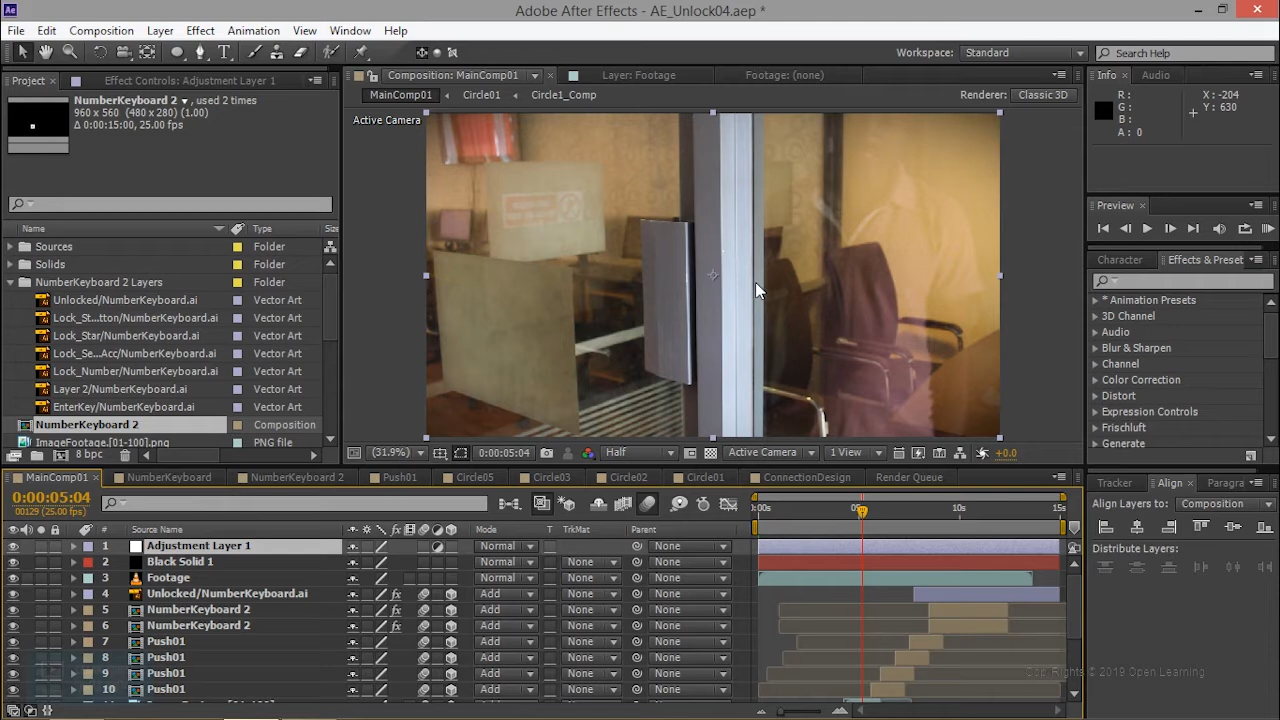 Ae Adobe After Effects - AE_Unlock04.aep *
File Edit Composition Layer Effect Animation View Window Help
Workspace: Standard Search Help
Project Effect Controls: Adjustment Layer 1
Composition: MainComp01 Layer: Footage Footage: (none)
Info Audio
NumberKeyboard 2 , used 2 times
960 x 560 (480 x 280) (1.00)
Δ 0:00:15:00, 25.00 fps
MainComp01 Circle01 Circle1_Comp Renderer: Classic 3D
Active Camera
R: X: -204
G: Y: 630
B:
A: 0
Preview
Character Effects & Preset
* Animation Presets
3D Channel
Audio
Blur & Sharpen
Channel
Color Correction
Distort
Expression Controls
Frischluft
Generate
Name Type Size
Sources Folder
Solids Folder
NumberKeyboard 2 Layers Folder
Unlocked/NumberKeyboard.ai Vector Art
Lock_St...tton/NumberKeyboard.ai Vector Art
Lock_Star/NumberKeyboard.ai Vector Art
Lock_Se...Acc/NumberKeyboard.ai Vector Art
Lock_Number/NumberKeyboard.ai Vector Art
Layer 2/NumberKeyboard.ai Vector Art
EnterKey/NumberKeyboard.ai Vector Art
NumberKeyboard 2 Composition
ImageFootage.[01-100].png PNG file
8 bpc
(31.9%) 0:00:05:04 Half Active Camera 1 View +0.0
MainComp01 NumberKeyboard NumberKeyboard 2 Push01 Circle05 Circle03 Circle02 Circle01 ConnectionDesign Render Queue
Tracker Align Paragra
0:00:05:04
00129 (25.00 fps)
:00s 05s 10s 15s
Align Layers to: Composition
Distribute Layers:
# Source Name Mode T TrkMat Parent
1 Adjustment Layer 1 Normal None
2 Black Solid 1 Normal None None
3 Footage Normal None None
4 Unlocked/NumberKeyboard.ai Add None None
5 NumberKeyboard 2 Add None None
6 NumberKeyboard 2 Add None None
7 Push01 Add None None
8 Push01 Add None None
9 Push01 Add None None
10 Push01 Add None None
Cop Rights © 2019 Open Learning